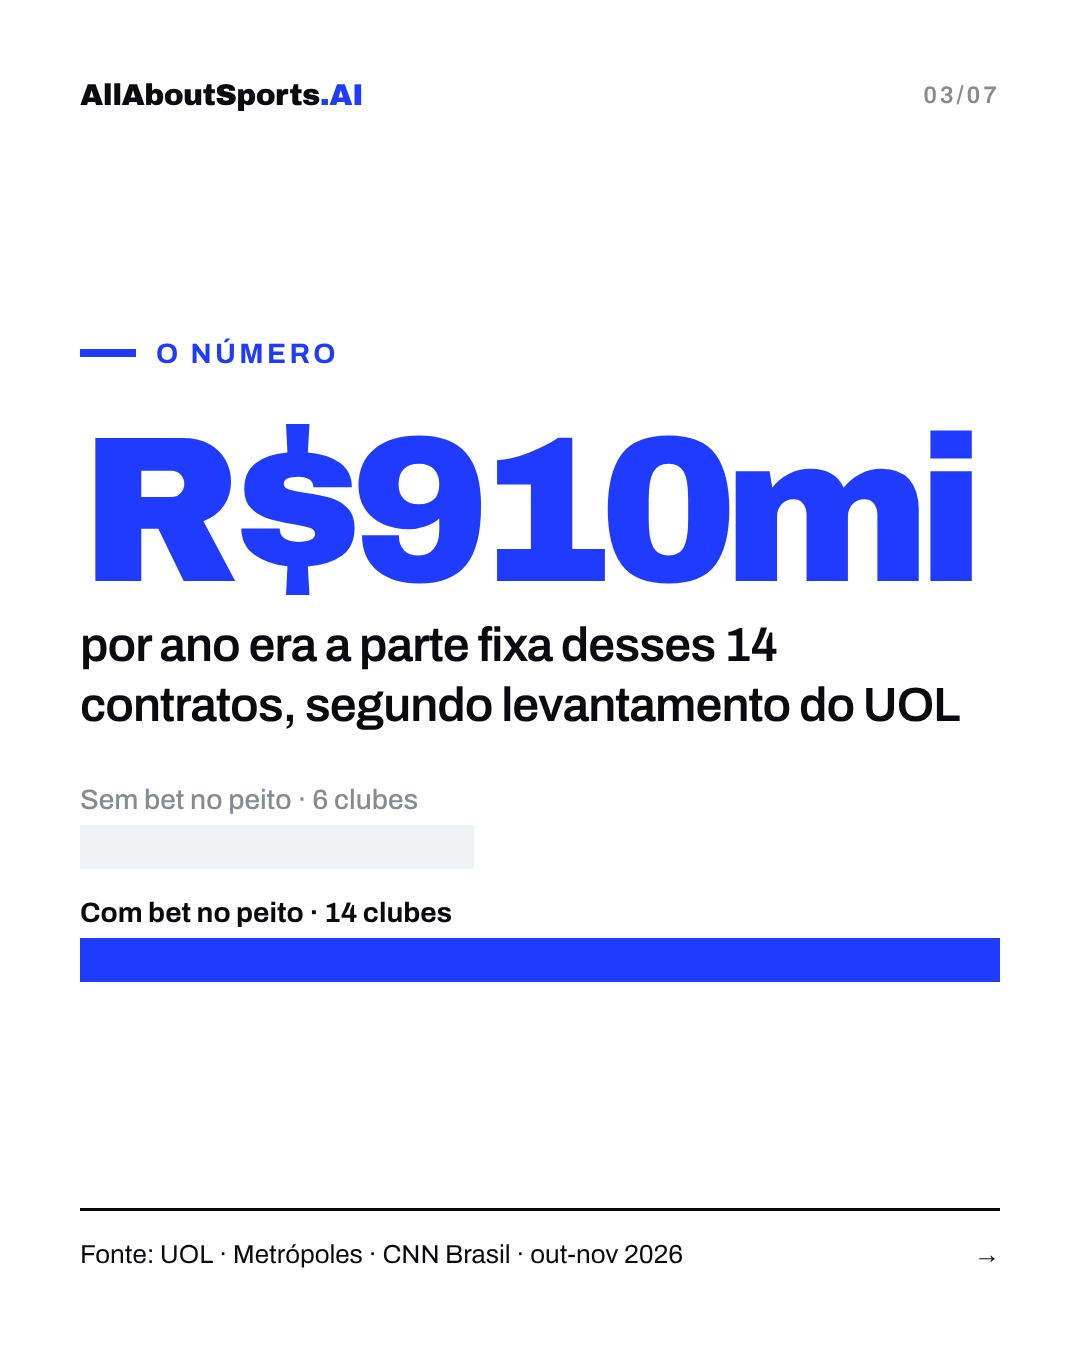 AllAboutSports.AI
03/07
O NÚMERO
R$910mi
por ano era a parte fixa desses 14
contratos, segundo levantamento do UOL
Sem bet no peito · 6 clubes
Com bet no peito · 14 clubes
Fonte: UOL · Metrópoles · CNN Brasil · out-nov 2026
→